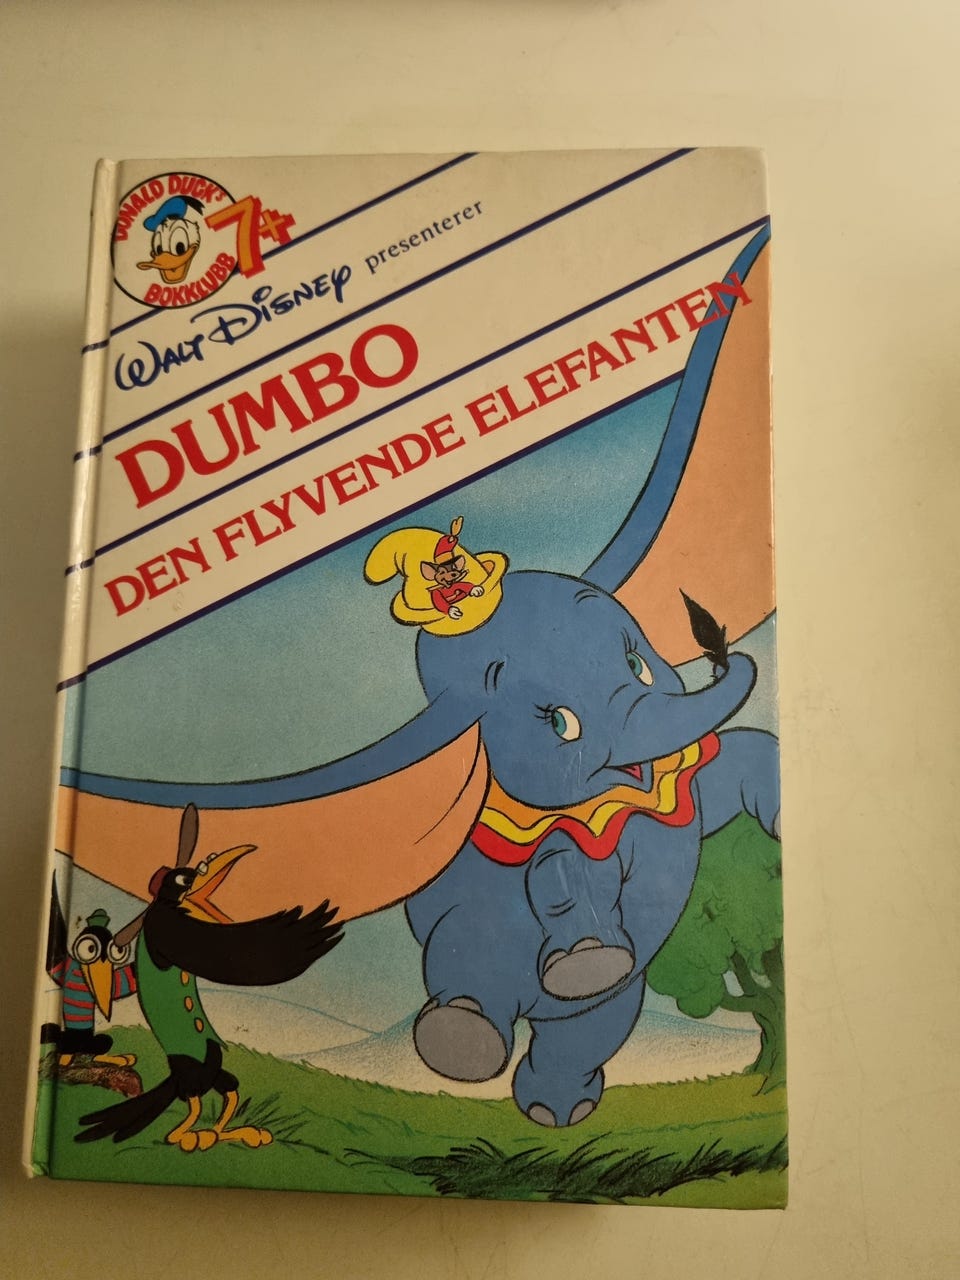 DONALD DUCK'S
BOKKLUBB
7+
WALT DISNEY presenterer
DUMBO
DEN FLYVENDE ELEFANTEN